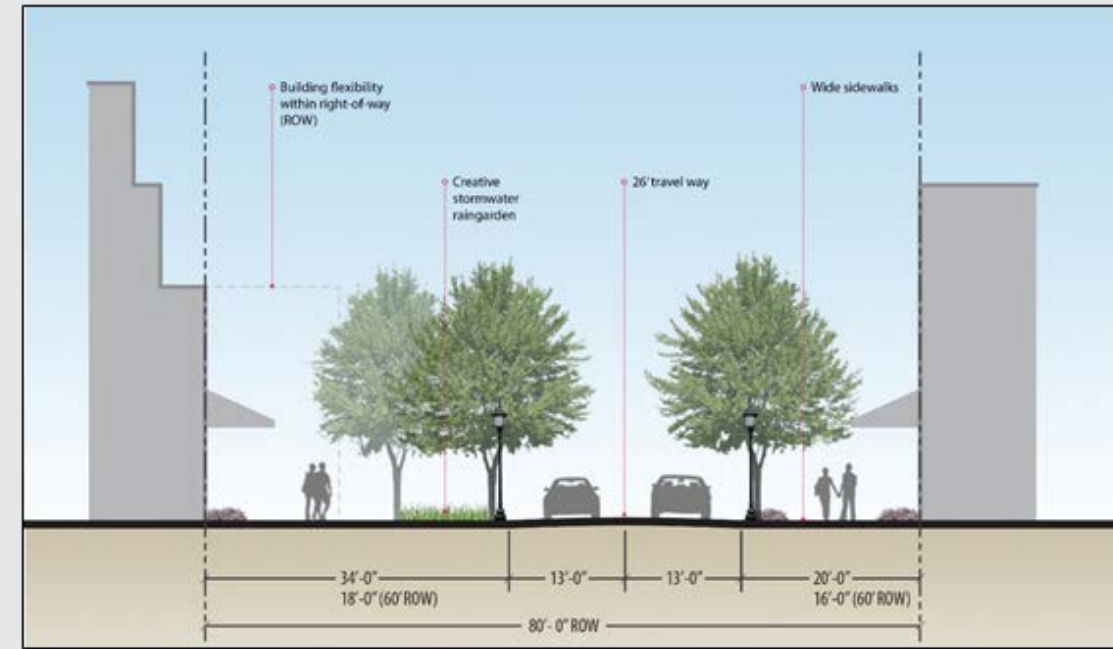 Building flexibility
within right-of-way
(ROW)
Wide sidewalks
Creative
stormwater
raingarden
26' travel way
34'-0"
13'-0"
13'-0"
20'-0"
18'-0" (60' ROW)
16'-0" (60' ROW)
80'- 0" ROW